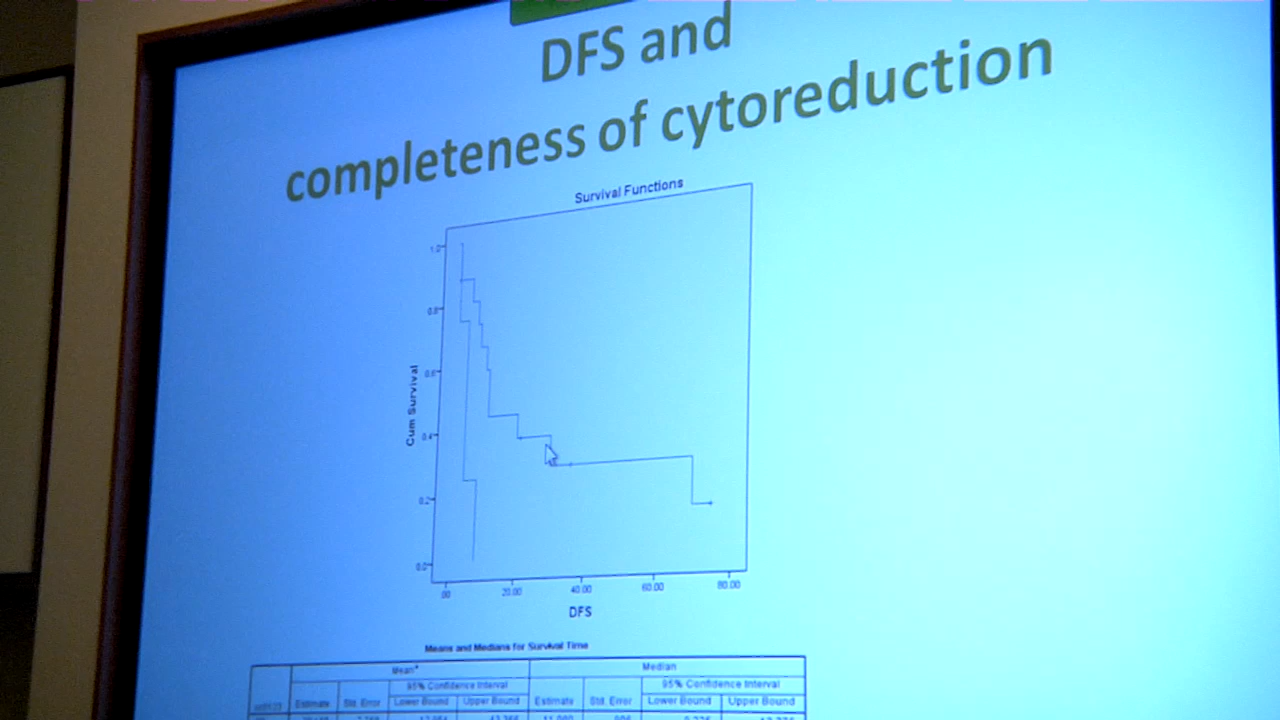 DFS and
completeness of cytoreduction
Survival Functions
Cum Survival
1.0
0.8
0.6
0.4
0.2
0.0
.00 20.00 40.00 60.00 80.00
DFS
Means and Medians for Survival Time
Mean Median
95% Confidence Interval 95% Confidence Interval
Estimate Std. Error Lower Bound Upper Bound Estimate Std. Error Lower Bound Upper Bound